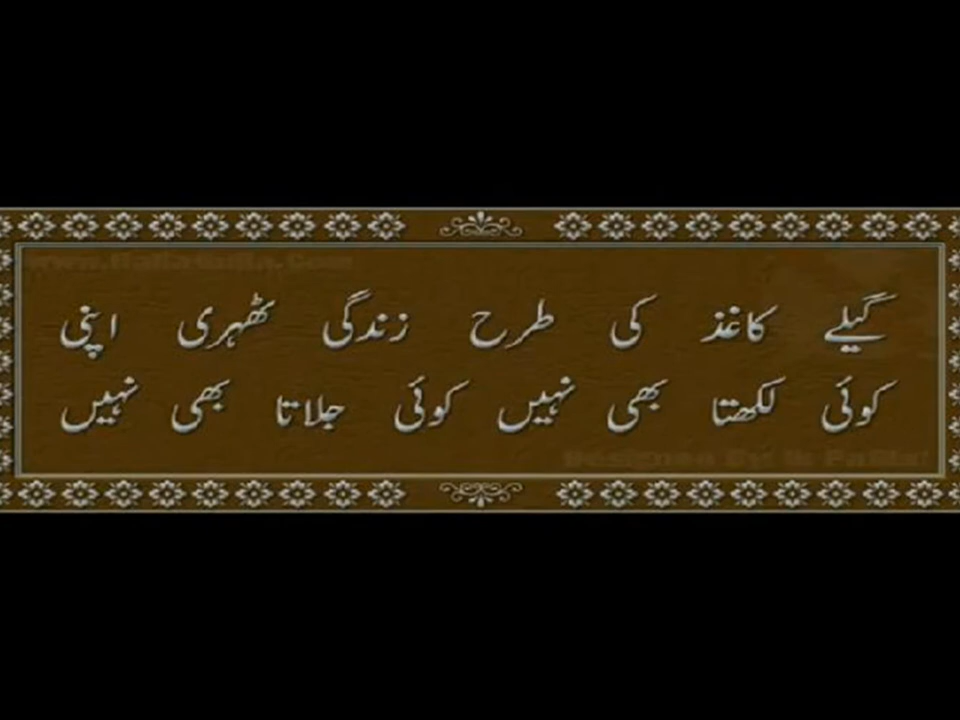 گیلے کاغذ کی طرح زندگی ٹھہری اپنی
کوئی لکھتا بھی نہیں کوئی جلاتا بھی نہیں